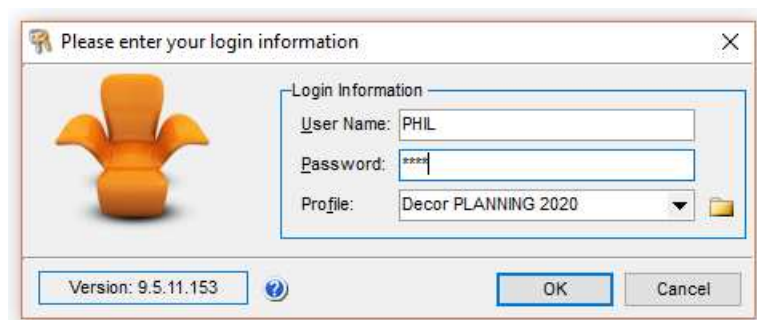 Please enter your login information
Login Information
User Name: PHIL
Password: ****
Profile: Decor PLANNING 2020
Version: 9.5.11.153
OK Cancel